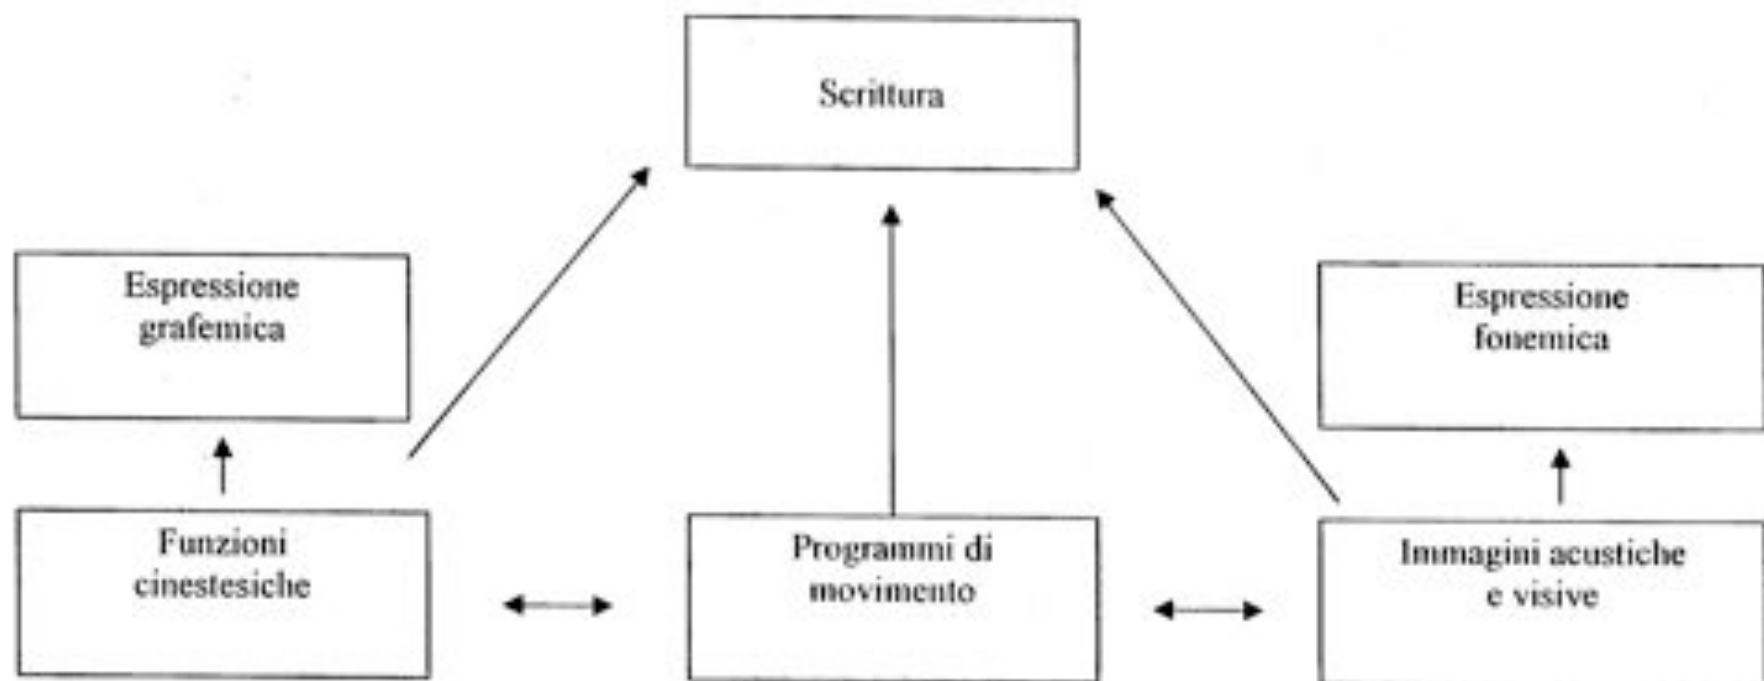 Scrittura
Espressione
grafemica
Espressione
fonemica
Funzioni
cinestesiche
Programmi di
movimento
Immagini acustiche
e visive